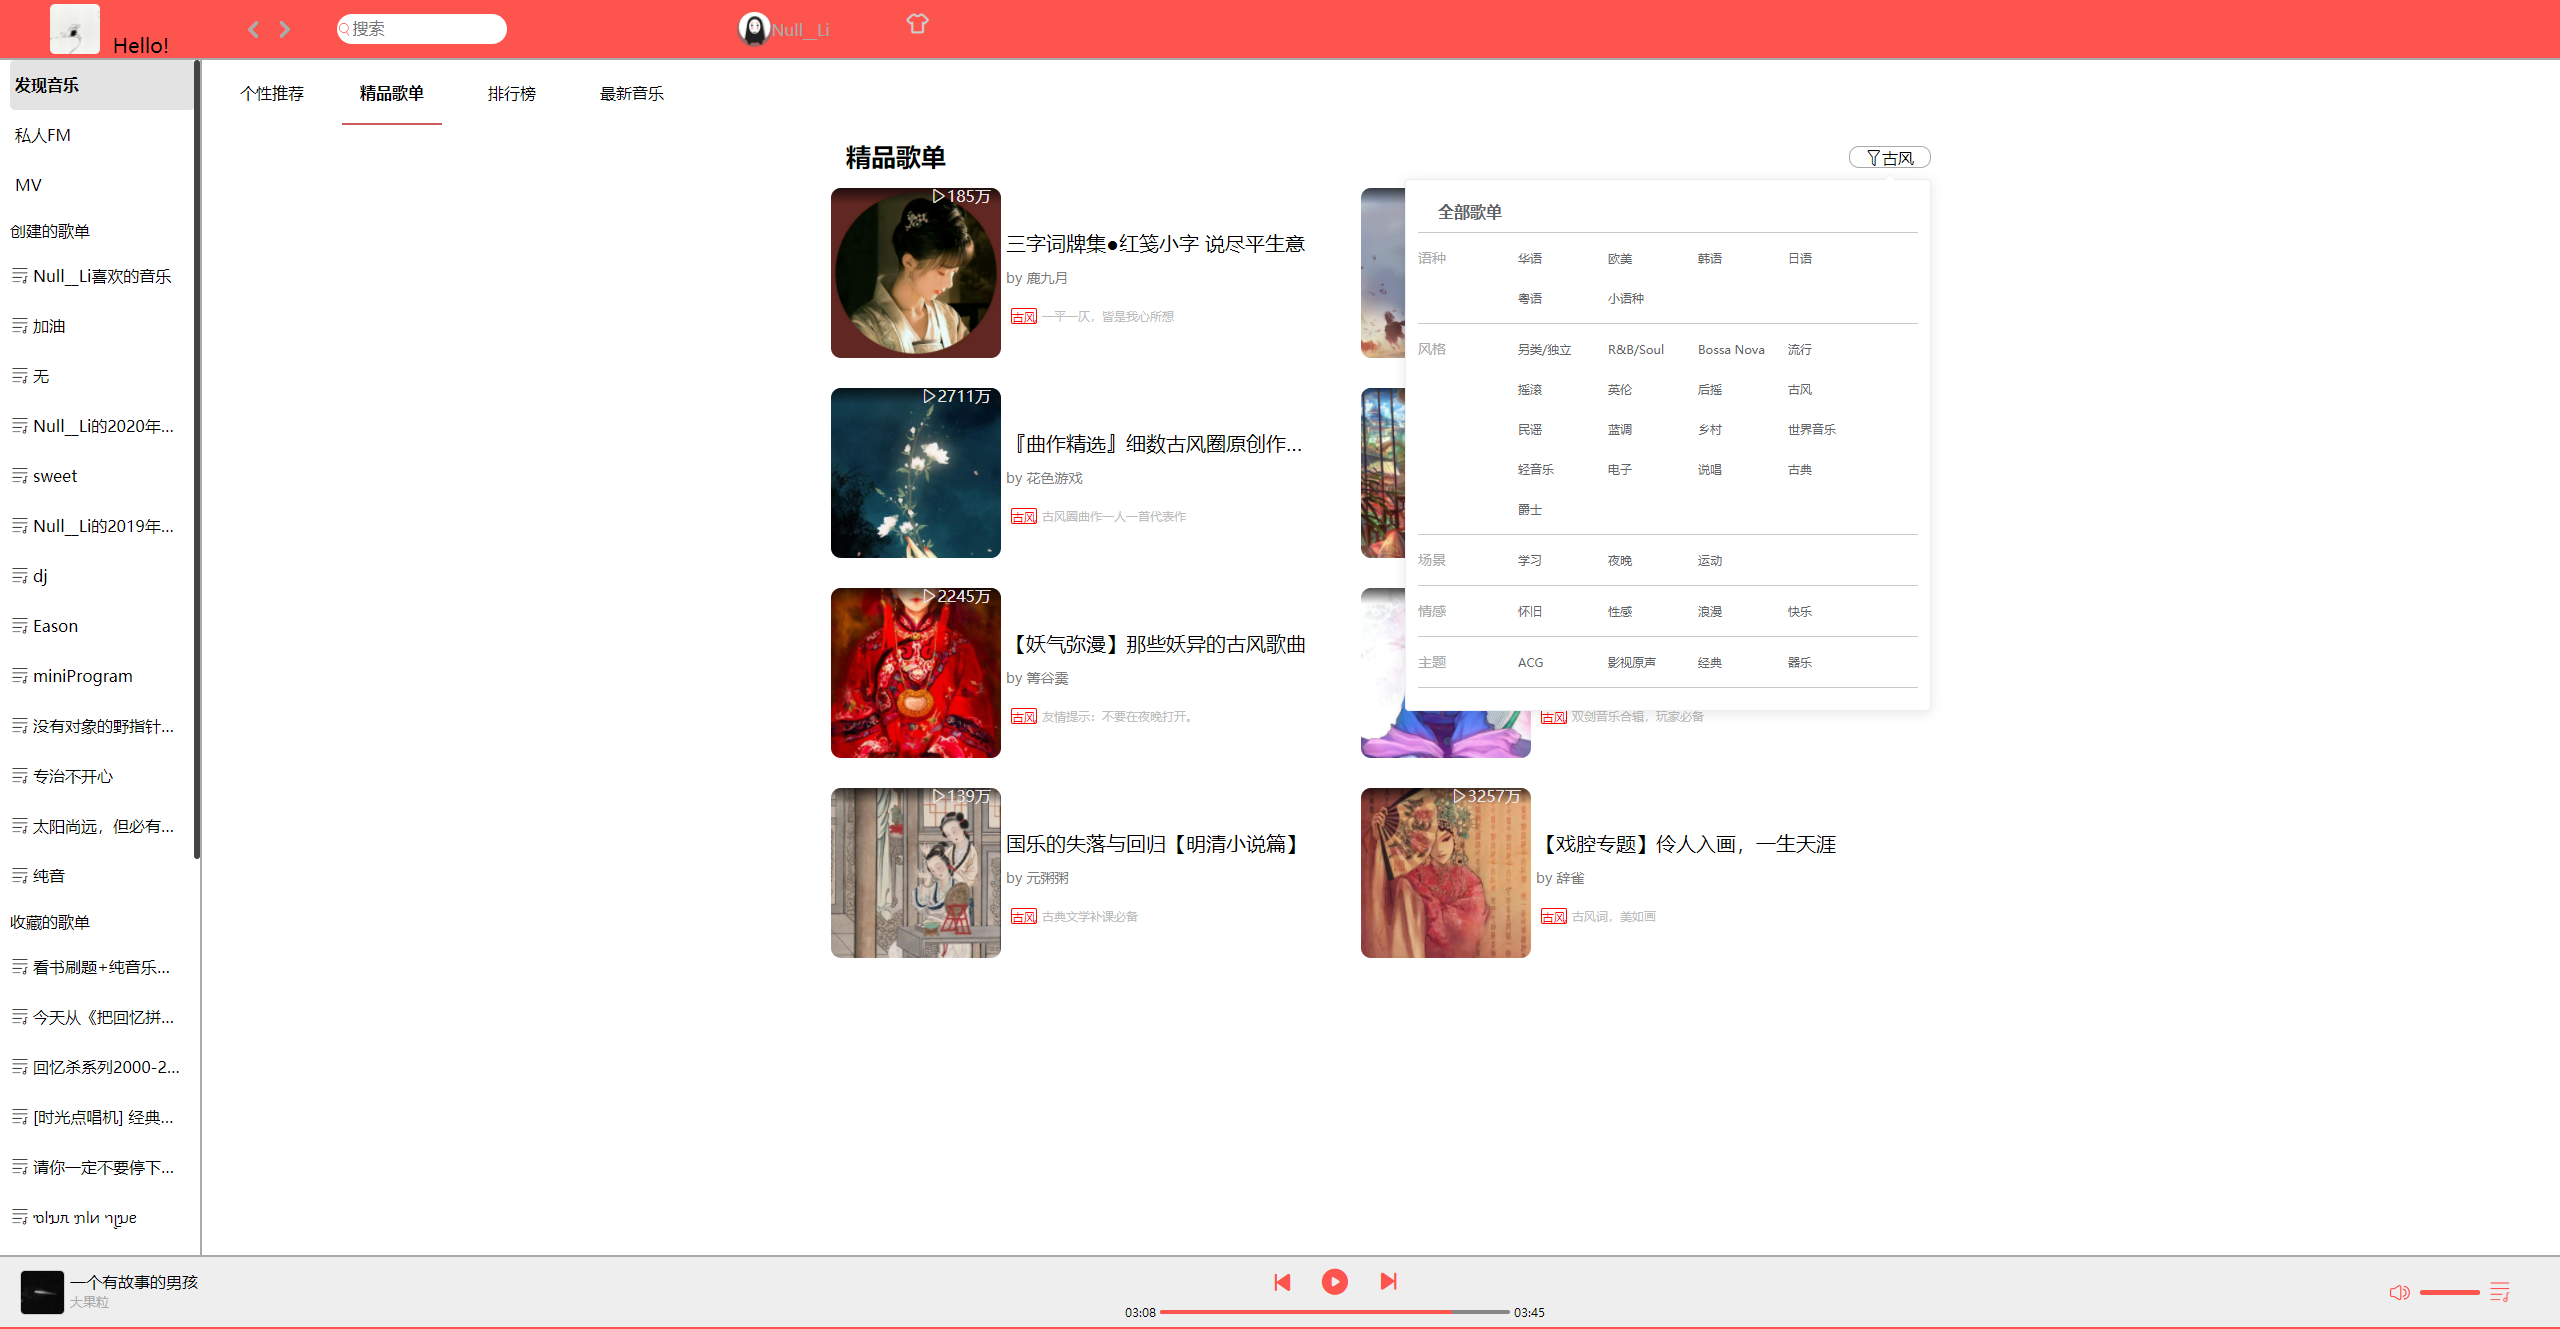 Hello!
搜索
Null__Li
发现音乐
私人FM
MV
创建的歌单
Null__Li喜欢的音乐
加油
无
Null__Li的2020年...
sweet
Null__Li的2019年...
dj
Eason
miniProgram
没有对象的野指针...
专治不开心
太阳尚远，但必有...
纯音
收藏的歌单
看书刷题+纯音乐...
今天从《把回忆拼...
回忆杀系列2000-2...
[时光点唱机] 经典...
请你一定不要停下...
个性推荐 精品歌单 排行榜 最新音乐
精品歌单
古风
185万
三字词牌集●红笺小字 说尽平生意
by 鹿九月
古风 一平一仄，皆是我心所想
2711万
『曲作精选』细数古风圈原创作...
by 花色游戏
古风 古风圈曲作一人一首代表作
2245万
【妖气弥漫】那些妖异的古风歌曲
by 箐谷霙
古风 友情提示：不要在夜晚打开。
古风 双剑音乐合辑，玩家必备
139万
国乐的失落与回归【明清小说篇】
by 元粥粥
古风 古典文学补课必备
3257万
【戏腔专题】伶人入画，一生天涯
by 辞雀
古风 古风词，美如画
全部歌单
语种 华语 欧美 韩语 日语
粤语 小语种
风格 另类/独立 R&B/Soul Bossa Nova 流行
摇滚 英伦 后摇 古风
民谣 蓝调 乡村 世界音乐
轻音乐 电子 说唱 古典
爵士
场景 学习 夜晚 运动
情感 怀旧 性感 浪漫 快乐
主题 ACG 影视原声 经典 器乐
一个有故事的男孩
大果粒
03:08 03:45